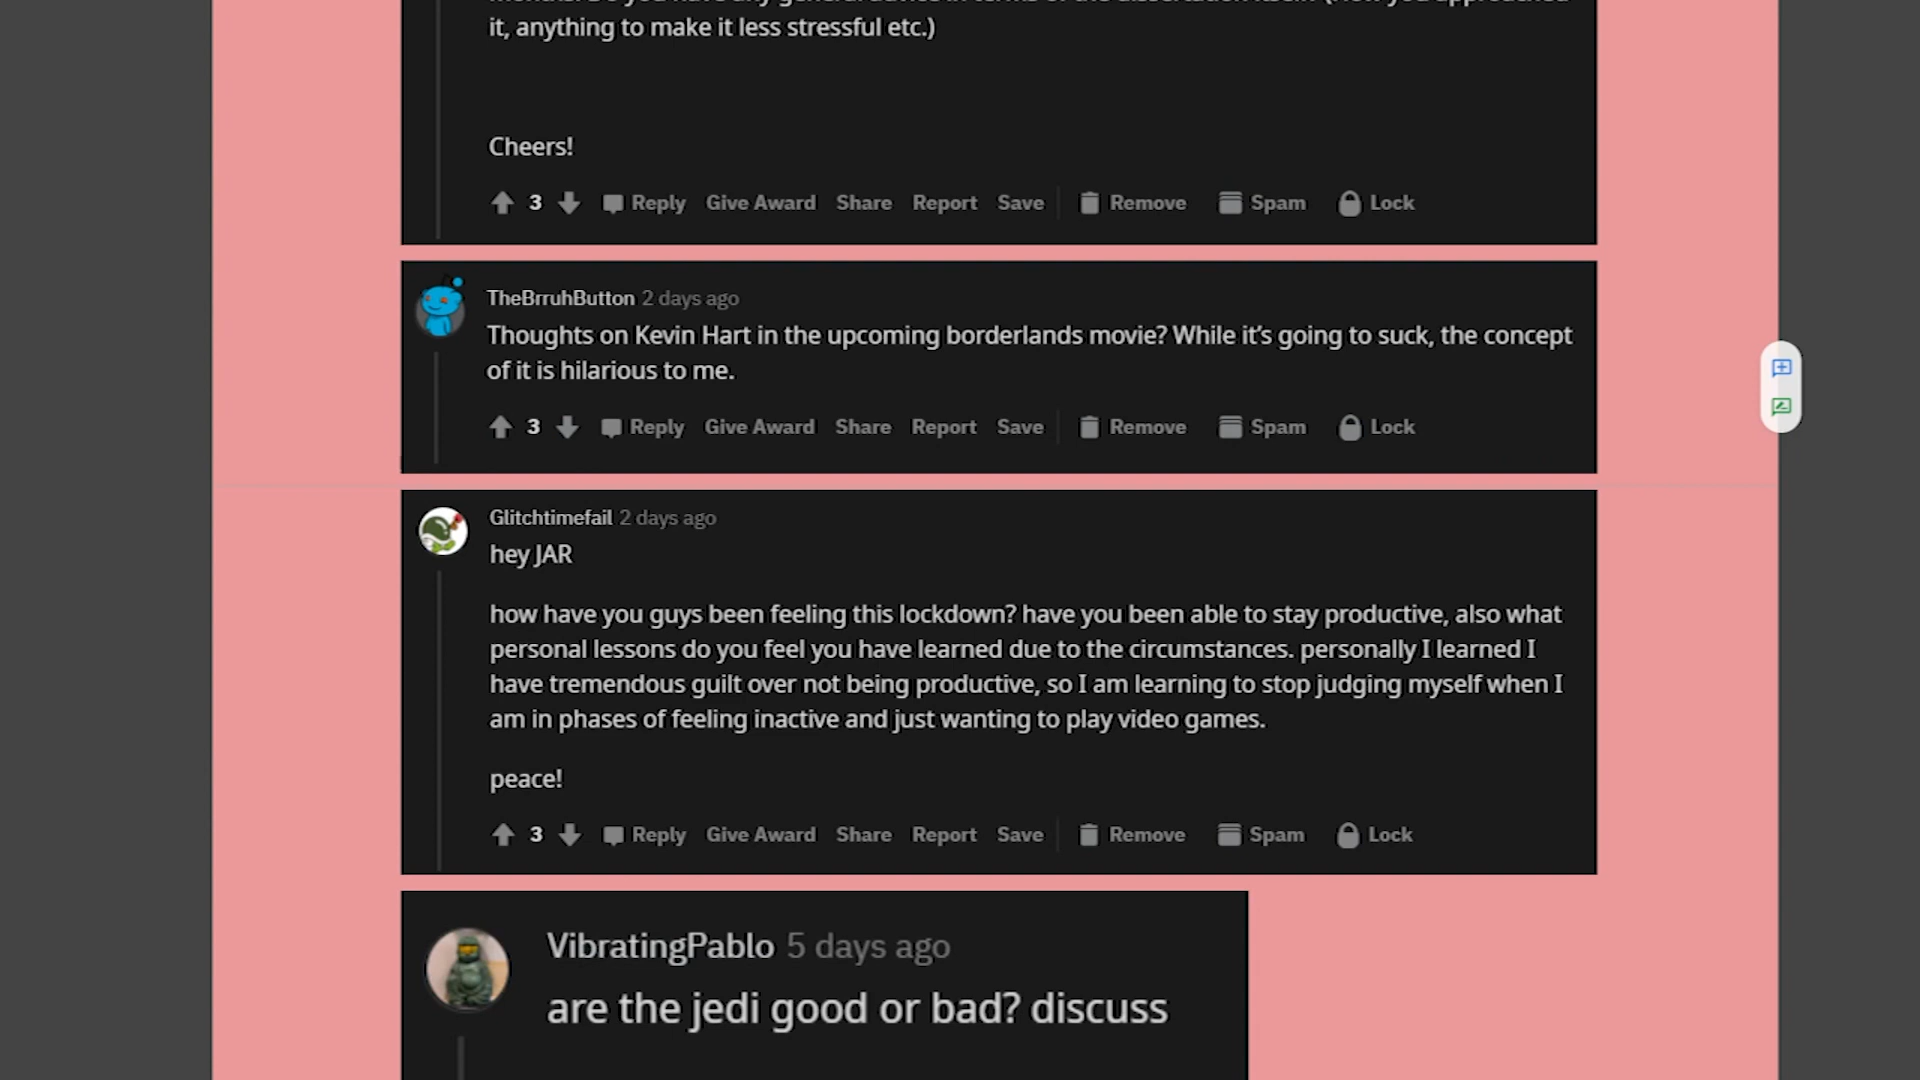 it, anything to make it less stressful etc.)
Cheers!
3 Reply Give Award Share Report Save Remove Spam Lock
TheBrruhButton 2 days ago
Thoughts on Kevin Hart in the upcoming borderlands movie? While it's going to suck, the concept
of it is hilarious to me.
3 Reply Give Award Share Report Save Remove Spam Lock
Glitchtimefail 2 days ago
hey JAR
how have you guys been feeling this lockdown? have you been able to stay productive, also what
personal lessons do you feel you have learned due to the circumstances. personally I learned I
have tremendous guilt over not being productive, so I am learning to stop judging myself when I
am in phases of feeling inactive and just wanting to play video games.
peace!
3 Reply Give Award Share Report Save Remove Spam Lock
VibratingPablo 5 days ago
are the jedi good or bad? discuss